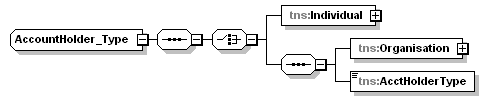 tns:Individual
AccountHolder_Type
tns:Organisation
tns:AcctHolderType